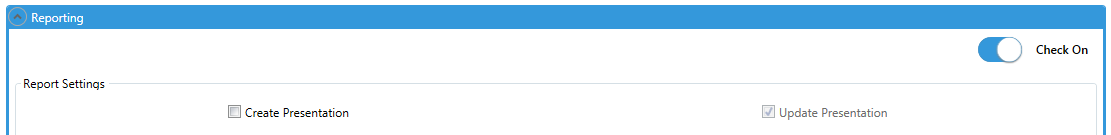 Reporting
Check On
Report Settings
Create Presentation
Update Presentation